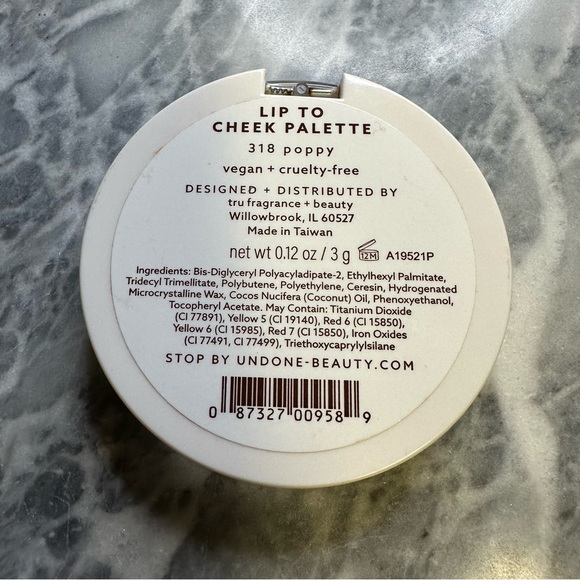 LIP TO
CHEEK PALETTE
318 poppy
vegan + cruelty-free
DESIGNED + DISTRIBUTED BY
tru fragrance + beauty
Willowbrook, IL 60527
Made in Taiwan
net wt 0.12 oz / 3 g 12M A19521P
Ingredients: Bis-Diglyceryl Polyacyladipate-2, Ethylhexyl Palmitate,
Tridecyl Trimellitate, Polybutene, Polyethylene, Ceresin, Hydrogenated
Microcrystalline Wax, Cocos Nucifera (Coconut) Oil, Phenoxyethanol,
Tocopheryl Acetate. May Contain: Titanium Dioxide
(CI 77891), Yellow 5 (CI 19140), Red 6 (CI 15850),
Yellow 6 (CI 15985), Red 7 (CI 15850), Iron Oxides
(CI 77491, CI 77499), Triethoxycaprylylsilane
STOP BY UNDONE-BEAUTY.COM
0 87327 00958 9